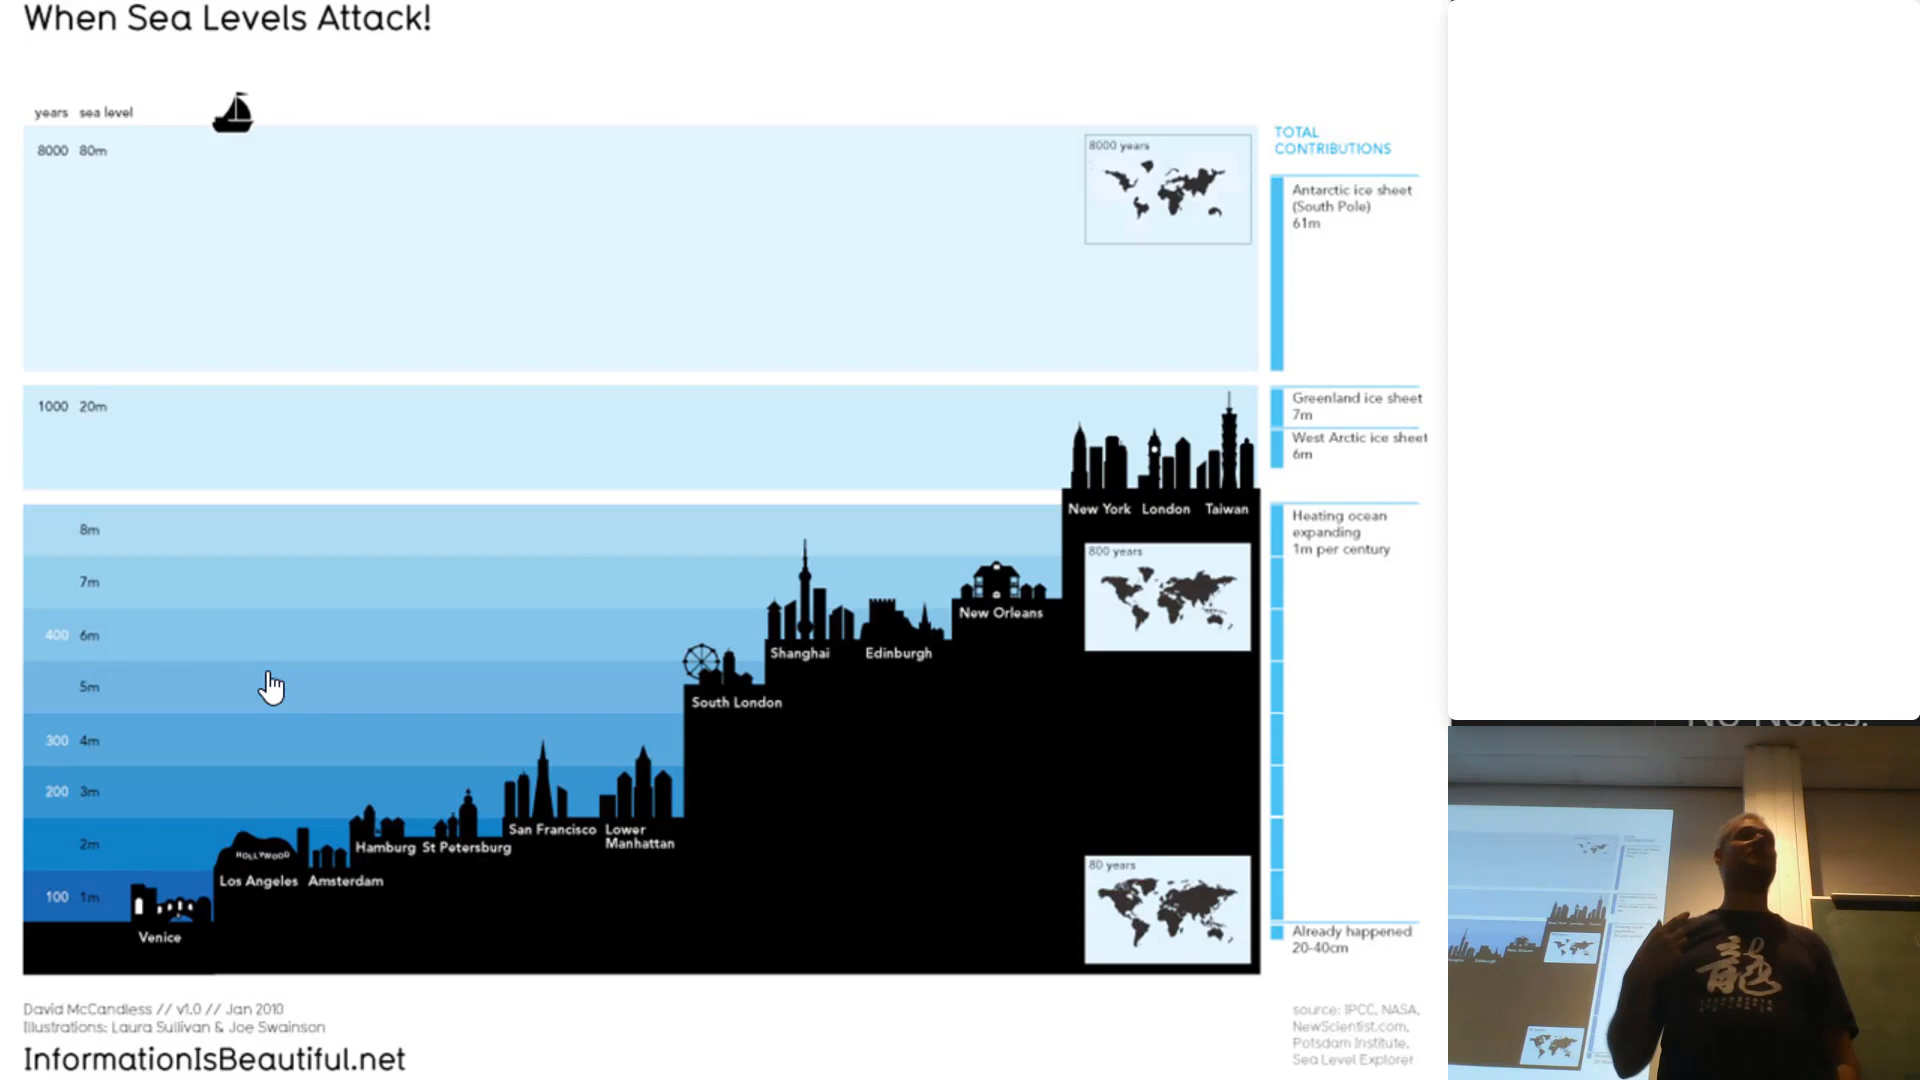 When Sea Levels Attack!
years sea level
8000 80m
8000 years
TOTAL
CONTRIBUTIONS
Antarctic ice sheet
(South Pole)
61m
1000 20m
Greenland ice sheet
7m
West Arctic ice sheet
6m
New York London Taiwan
Heating ocean
expanding
1m per century
8m
7m
400 6m
5m
300 4m
200 3m
2m
100 1m
800 years
New Orleans
Shanghai Edinburgh
South London
San Francisco Lower
Manhattan
Hamburg St Petersburg
HOLLYWOOD
Los Angeles Amsterdam
Venice
80 years
Already happened
20-40cm
David McCandless // v1.0 // Jan 2010
Illustrations: Laura Sullivan & Joe Swainson
InformationIsBeautiful.net
source: IPCC, NASA,
NewScientist.com,
Potsdam Institute,
Sea Level Explorer
No Notes.
龍